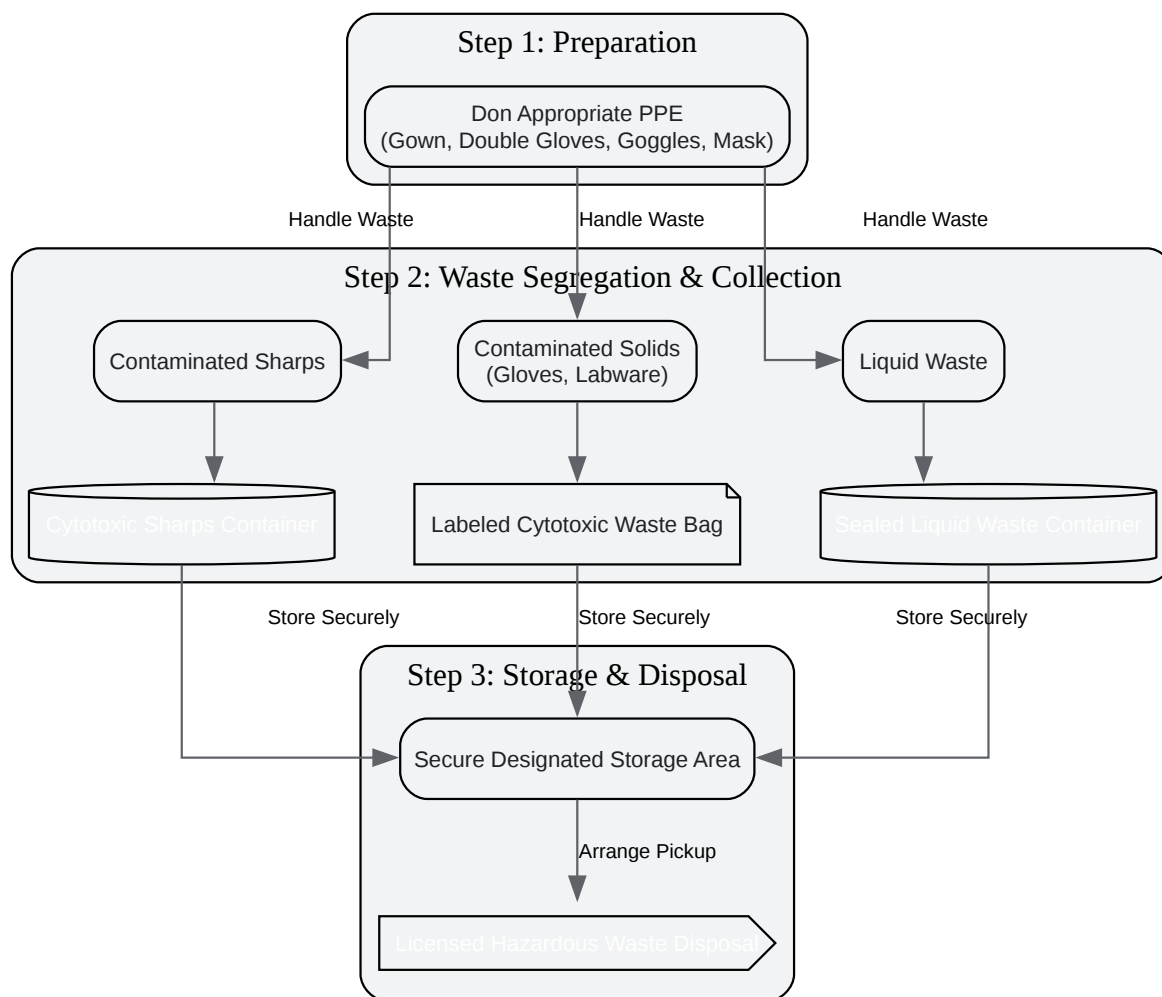 Step 1: Preparation
Don Appropriate PPE
(Gown, Double Gloves, Goggles, Mask)
Handle Waste
Handle Waste
Handle Waste
Step 2: Waste Segregation & Collection
Contaminated Sharps
Contaminated Solids
(Gloves, Labware)
Liquid Waste
Cytotoxic Sharps Container
Labeled Cytotoxic Waste Bag
Sealed Liquid Waste Container
Store Securely
Store Securely
Store Securely
Step 3: Storage & Disposal
Secure Designated Storage Area
Arrange Pickup
Licensed Hazardous Waste Disposal